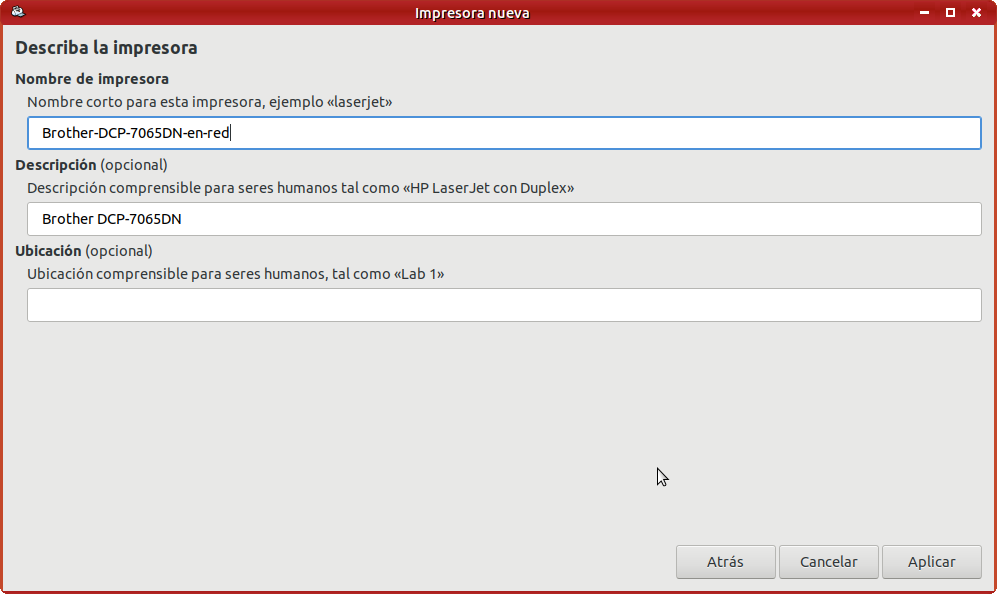 Impresora nueva
Describa la impresora
Nombre de impresora
Nombre corto para esta impresora, ejemplo «laserjet»
Brother-DCP-7065DN-en-red
Descripción (opcional)
Descripción comprensible para seres humanos tal como «HP LaserJet con Duplex»
Brother DCP-7065DN
Ubicación (opcional)
Ubicación comprensible para seres humanos, tal como «Lab 1»
Atrás Cancelar Aplicar